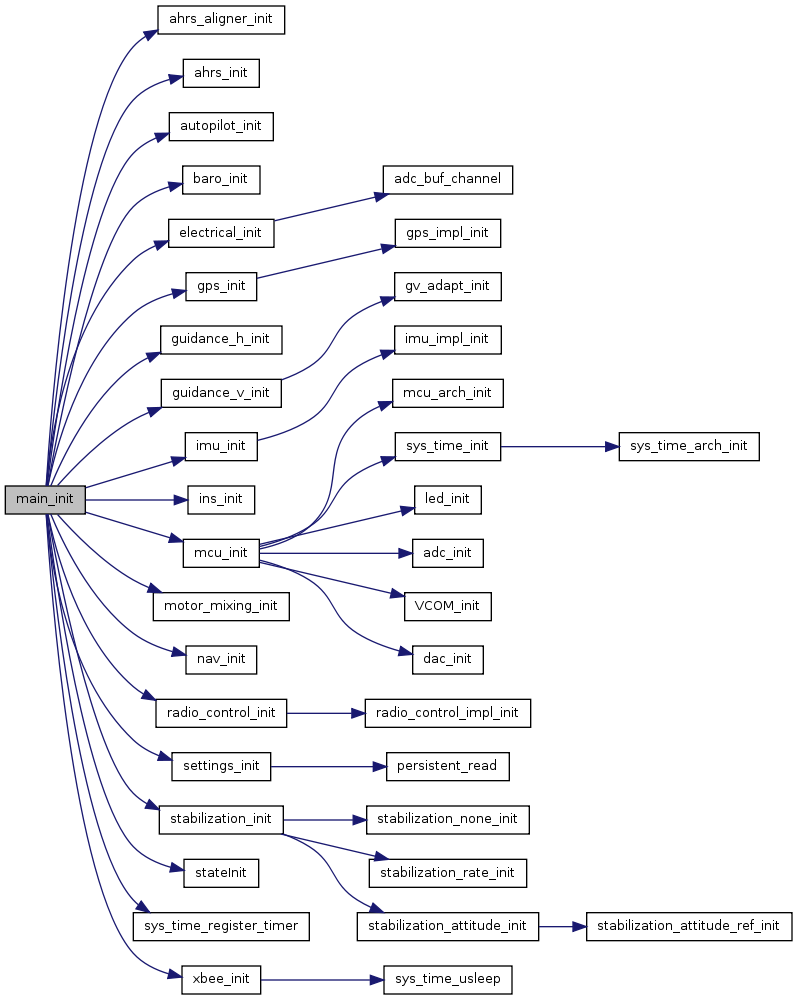 ahrs_aligner_init
ahrs_init
autopilot_init
baro_init
adc_buf_channel
electrical_init
gps_impl_init
gps_init
gv_adapt_init
guidance_h_init
imu_impl_init
guidance_v_init
mcu_arch_init
imu_init
sys_time_init
sys_time_arch_init
main_init
ins_init
led_init
mcu_init
adc_init
motor_mixing_init
VCOM_init
nav_init
dac_init
radio_control_init
radio_control_impl_init
settings_init
persistent_read
stabilization_init
stabilization_none_init
stateInit
stabilization_rate_init
sys_time_register_timer
stabilization_attitude_init
stabilization_attitude_ref_init
xbee_init
sys_time_usleep